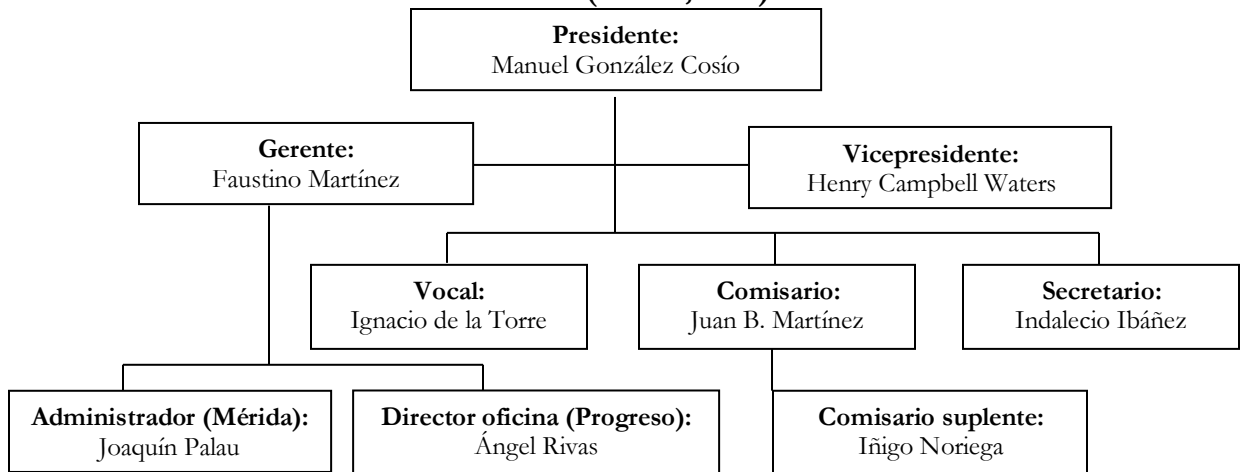 Presidente:
Manuel González Cosío
Gerente:
Faustino Martínez
Vicepresidente:
Henry Campbell Waters
Vocal:
Ignacio de la Torre
Comisario:
Juan B. Martínez
Secretario:
Indalecio Ibáñez
Administrador (Mérida):
Joaquín Palau
Director oficina (Progreso):
Ángel Rivas
Comisario suplente:
Iñigo Noriega